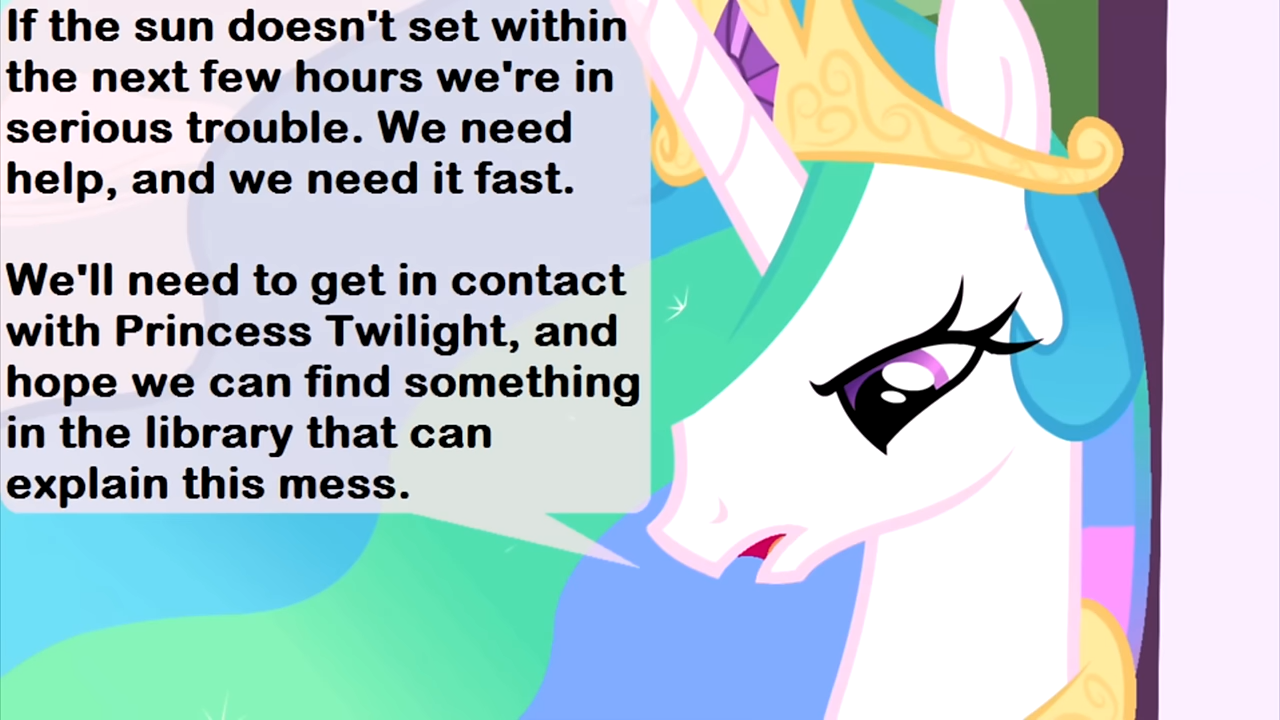 If the sun doesn't set within
the next few hours we're in
serious trouble. We need
help, and we need it fast.
We'll need to get in contact
with Princess Twilight, and
hope we can find something
in the library that can
explain this mess.